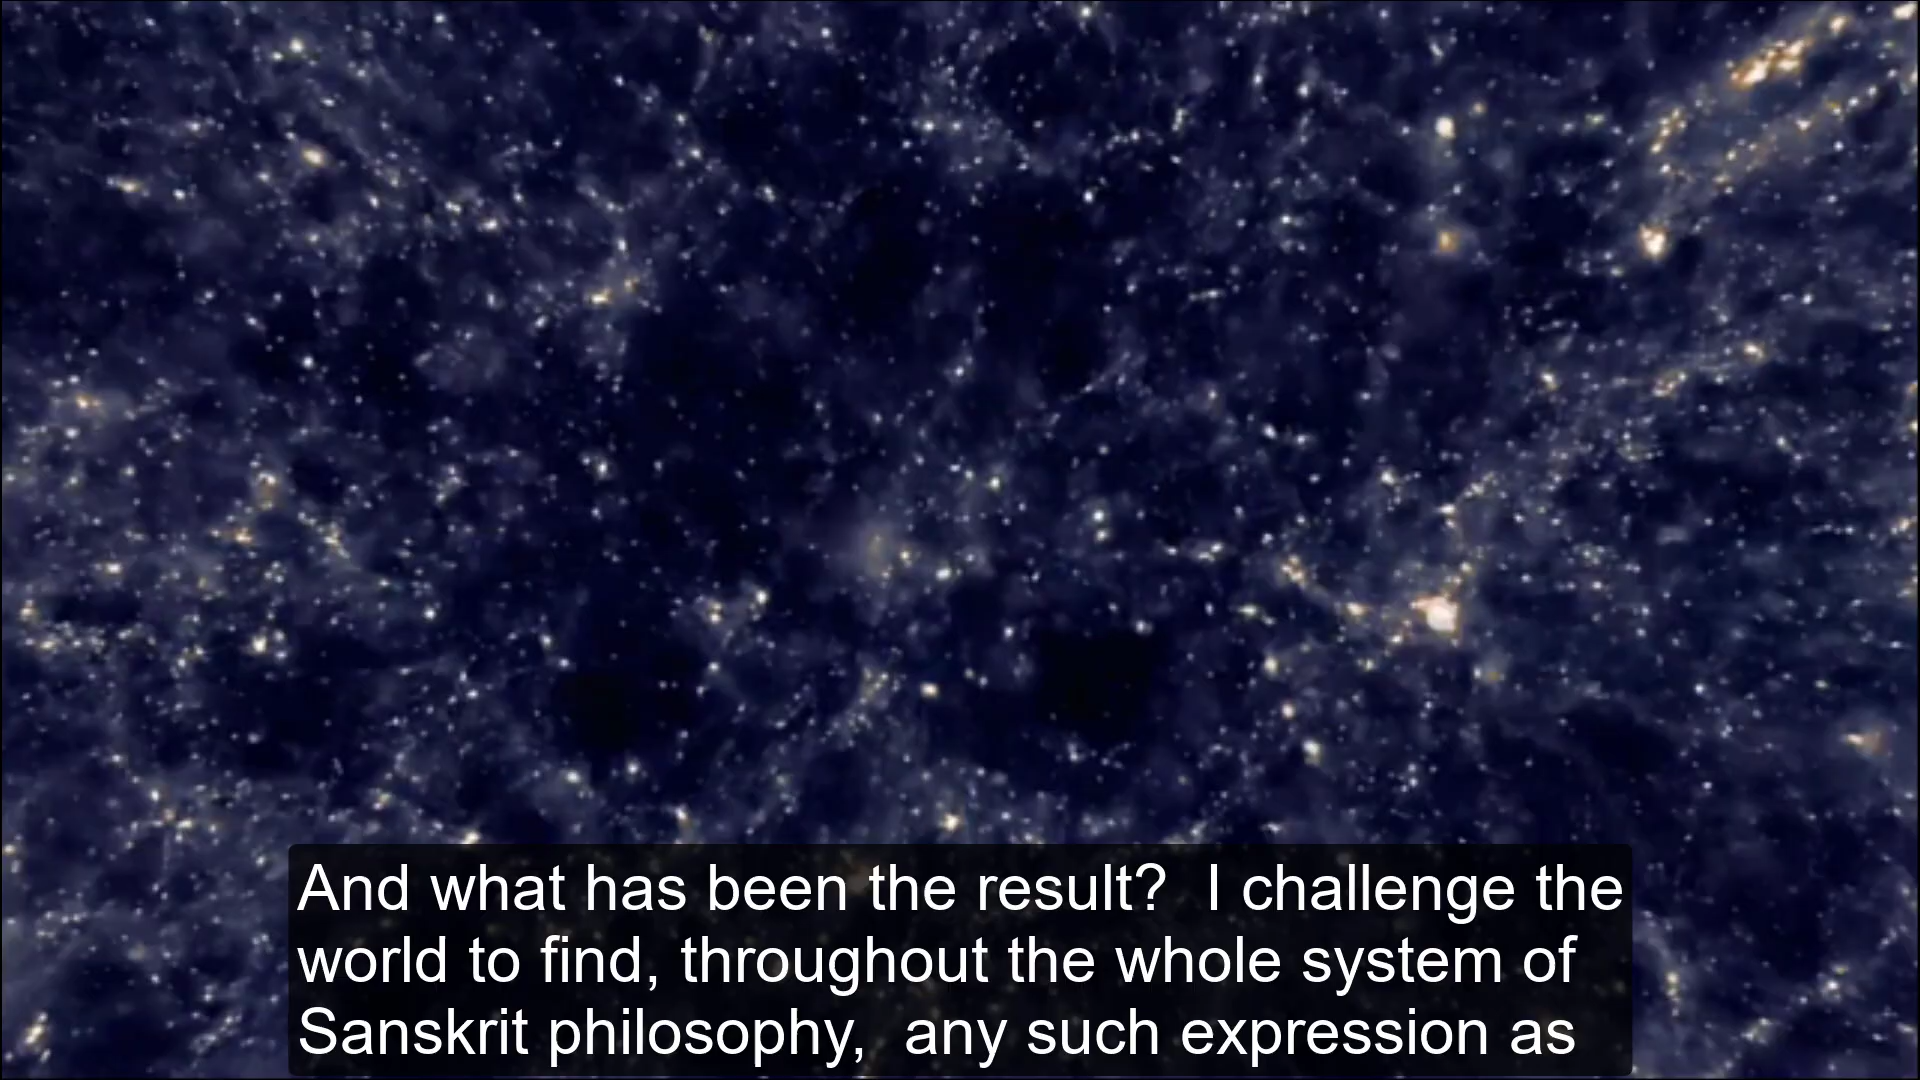 And what has been the result?  I challenge the
world to find, throughout the whole system of
Sanskrit philosophy,  any such expression as